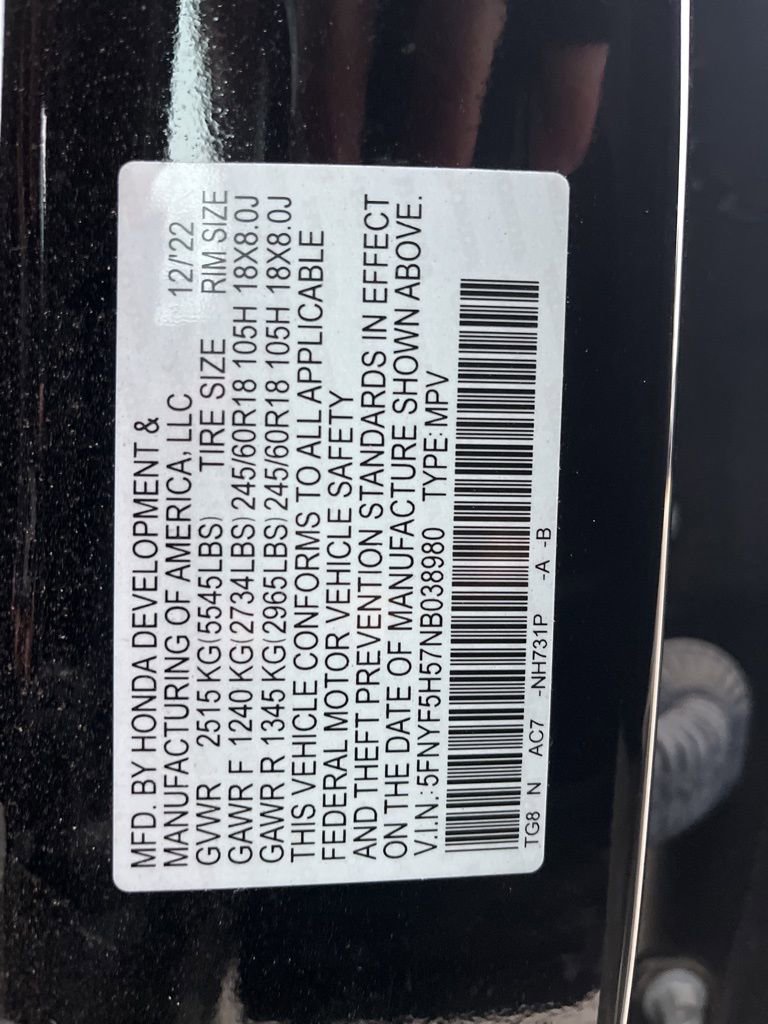 MFD. BY HONDA DEVELOPMENT &
MANUFACTURING OF AMERICA, LLC 12/'22
GVWR 2515 KG(5545LBS) TIRE SIZE RIM SIZE
GAWR F 1240 KG(2734LBS) 245/60R18 105H 18X8.0J
GAWR R 1345 KG(2965LBS) 245/60R18 105H 18X8.0J
THIS VEHICLE CONFORMS TO ALL APPLICABLE
FEDERAL MOTOR VEHICLE SAFETY
AND THEFT PREVENTION STANDARDS IN EFFECT
ON THE DATE OF MANUFACTURE SHOWN ABOVE.
V.I.N.:5FNYF5H57NB038980 TYPE:MPV
TG8 N AC7 -NH731P -A -B